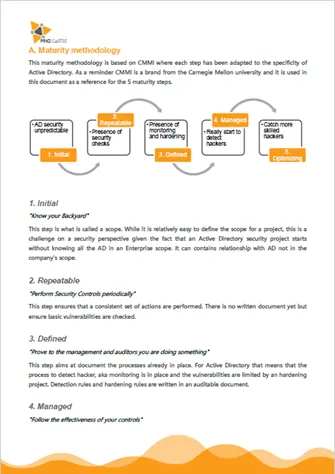 PING CASTLE
A. Maturity methodology
This maturity methodology is based on CMMI where each step has been adapted to the specificity of
Active Directory. As a reminder CMMI is a brand from the Carnegie Mellon university and it is used in
this document as a reference for the 5 maturity steps.
•AD security
unpredictable
1. Initial
2.
Repeatable
•Presence of
security
checks
•Presence of
monitoring
and hardening
3. Defined
4. Managed
•Ready start to
detect
hackers
•Catch more
skilled
hackers
5.
Optimizing
1. Initial
"Know your Backyard"
This step is what is called a scope. While it is relatively easy to define the scope for a project, this is a
challenge on a security perspective given the fact that an Active Directory security project starts
without knowing all the AD in an Enterprise scope. It can contains relationship with AD not in the
company's scope.
2. Repeatable
"Perform Security Controls periodically"
This step ensures that a consistent set of actions are performed. There is no written document yet but
ensure basic vulnerabilities are checked.
3. Defined
"Prove to the management and auditors you are doing something"
This step aims at document the processes already in place. For Active Directory that means that the
process to detect hacker, aka monitoring is in place and the vulnerabilities are limited by an hardening
project. Detection rules and hardening rules are written in an auditable document.
4. Managed
"Follow the effectiveness of your controls"